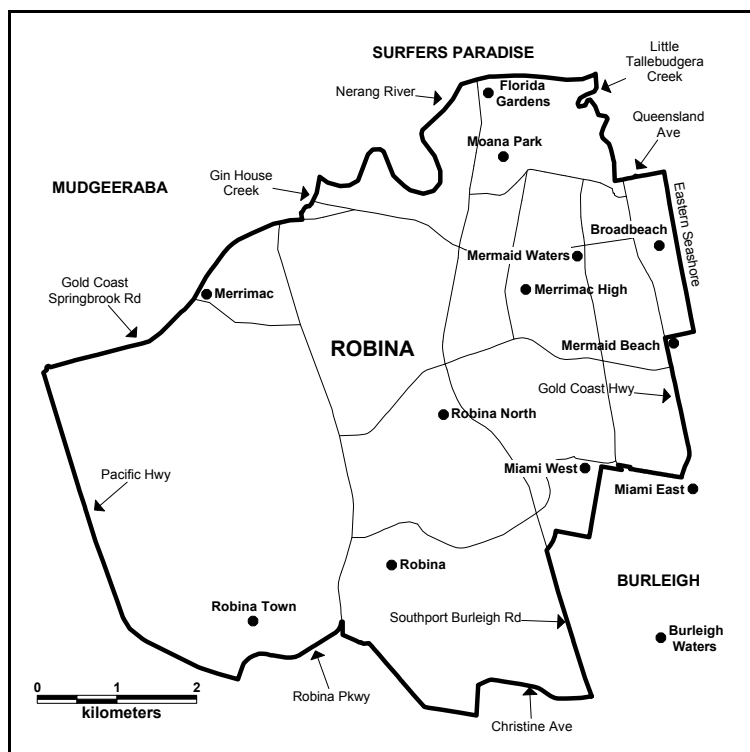 SURFERS PARADISE
Little
Tallebudgera
Creek
Nerang River
Florida
Gardens
Queensland
Ave
Moana Park
MUDGEERABA
Gin House
Creek
Eastern Seashore
Broadbeach
Mermaid Waters
Gold Coast
Springbrook Rd
Merrimac
Merrimac High
ROBINA
Mermaid Beach
Gold Coast Hwy
Robina North
Pacific Hwy
Miami West
Miami East
Robina
BURLEIGH
Robina Town
Southport Burleigh Rd
Burleigh
Waters
0 1 2
kilometers
Robina Pkwy
Christine Ave